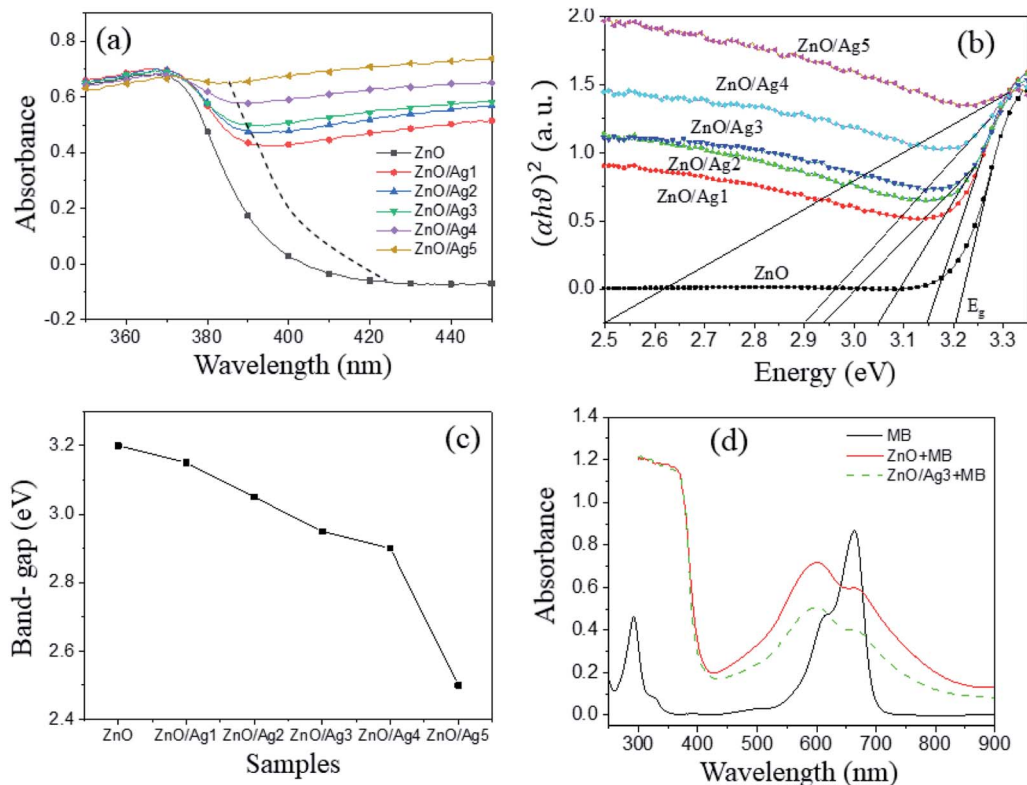 (a)
0.8
0.6
0.4
0.2
0.0
-0.2
Absorbance
ZnO
ZnO/Ag1
ZnO/Ag2
ZnO/Ag3
ZnO/Ag4
ZnO/Ag5
360 380 400 420 440
Wavelength (nm)
(b)
2.0
1.5
1.0
0.5
0.0
(αhϑ)² (a. u.)
ZnO/Ag5
ZnO/Ag4
ZnO/Ag3
ZnO/Ag2
ZnO/Ag1
ZnO
Eg
2.5 2.6 2.7 2.8 2.9 3.0 3.1 3.2 3.3
Energy (eV)
(c)
3.2
3.0
2.8
2.6
2.4
Band- gap (eV)
ZnO ZnO/Ag1 ZnO/Ag2 ZnO/Ag3 ZnO/Ag4 ZnO/Ag5
Samples
(d)
1.4
1.2
1.0
0.8
0.6
0.4
0.2
0.0
Absorbance
MB
ZnO+MB
ZnO/Ag3+MB
300 400 500 600 700 800 900
Wavelength (nm)